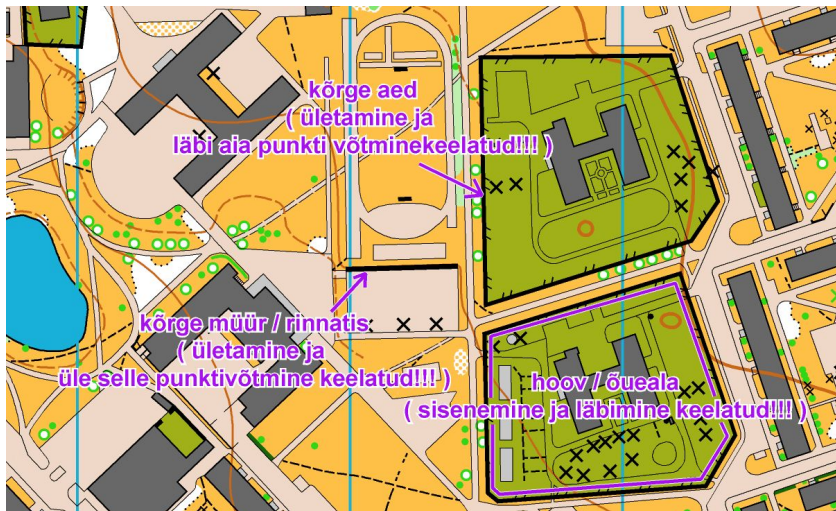 kõrge aed
( ületamine ja
läbi aia punkti võtminekeelatud!!! )
kõrge müür / rinnatis
( ületamine ja
üle selle punktivõtmine keelatud!!! )
hoov / õueala
( sisenemine ja läbimine keelatud!!! )